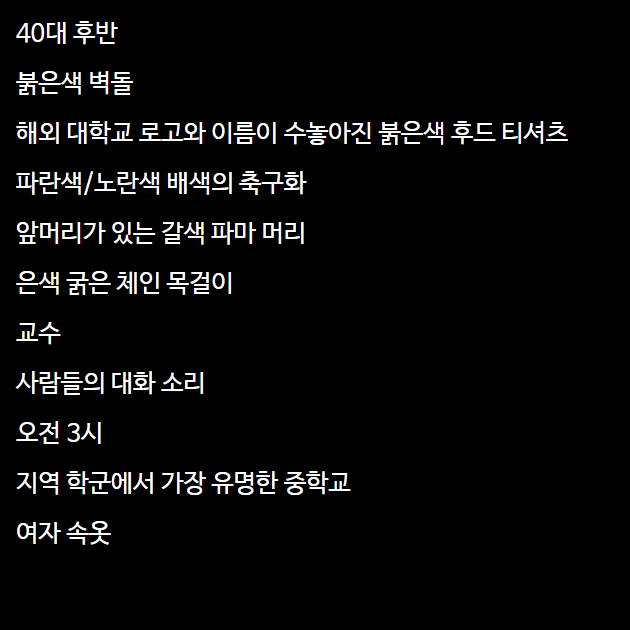 40대 후반
붉은색 벽돌
해외 대학교 로고와 이름이 수놓아진 붉은색 후드 티셔츠
파란색/노란색 배색의 축구화
앞머리가 있는 갈색 파마 머리
은색 굵은 체인 목걸이
교수
사람들의 대화 소리
오전 3시
지역 학군에서 가장 유명한 중학교
여자 속옷